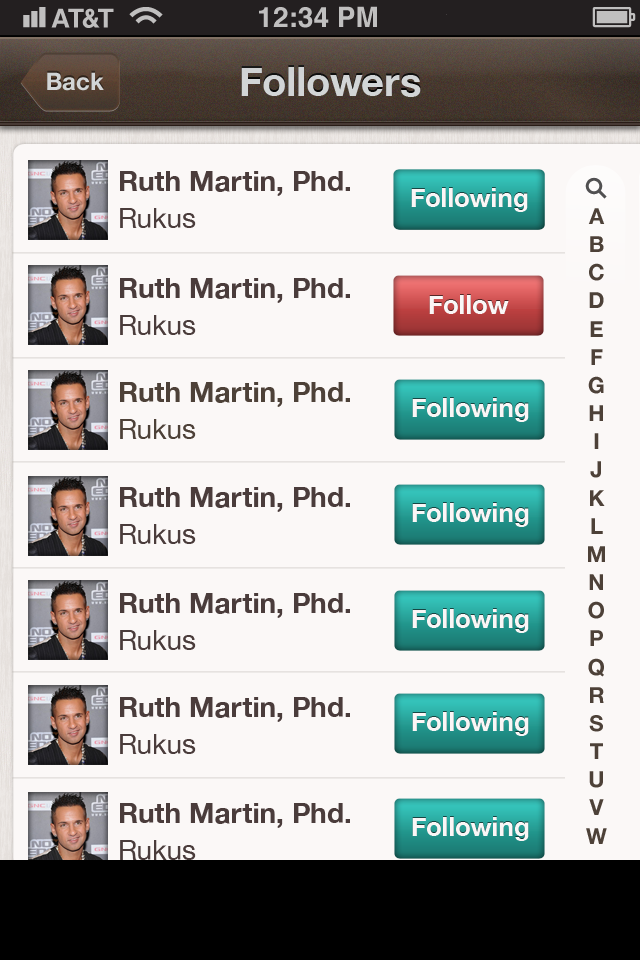 AT&T 12:34 PM
Back Followers
Ruth Martin, Phd.
Rukus
Following
Ruth Martin, Phd.
Rukus
Follow
Ruth Martin, Phd.
Rukus
Following
Ruth Martin, Phd.
Rukus
Following
Ruth Martin, Phd.
Rukus
Following
Ruth Martin, Phd.
Rukus
Following
Ruth Martin, Phd.
Rukus
Following
A
B
C
D
E
F
G
H
I
J
K
L
M
N
O
P
Q
R
S
T
U
V
W